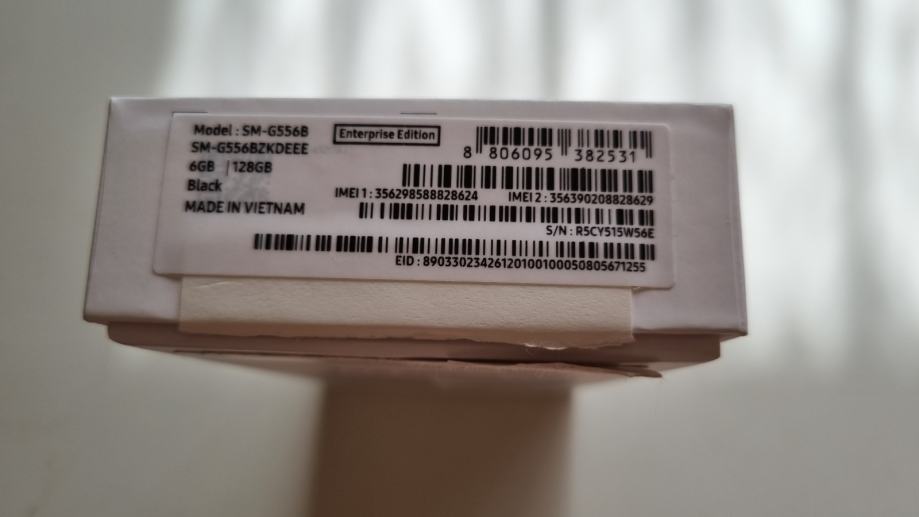 Model : SM-G556B
Enterprise Edition
SM-G556BZKDEEE
8 806095 382531
6GB | 128GB
Black
IMEI 1 : 356298588828624 IMEI 2 : 356390208828629
MADE IN VIETNAM
S/N : R5CY515W56E
EID : 89033023426120100100050805671255